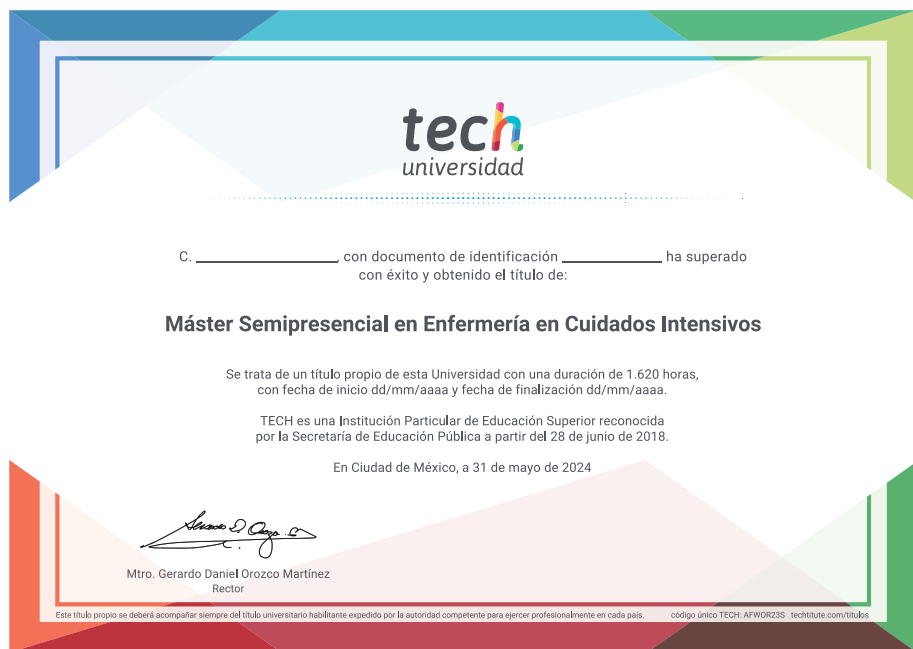 tech
universidad
C. ____________, con documento de identificación ____________ ha superado
con éxito y obtenido el título de:
Máster Semipresencial en Enfermería en Cuidados Intensivos
Se trata de un título propio de esta Universidad con una duración de 1.620 horas,
con fecha de inicio dd/mm/aaaa y fecha de finalización dd/mm/aaaa.
TECH es una Institución Particular de Educación Superior reconocida
por la Secretaría de Educación Pública a partir del 28 de junio de 2018.
En Ciudad de México, a 31 de mayo de 2024
Mtro. Gerardo Daniel Orozco Martínez
Rector
Este título propio se deberá acompañar siempre del título universitario habilitante expedido por la autoridad competente para ejercer profesionalmente en cada país. código único TECH: AFWOR23S techtitute.com/titulos